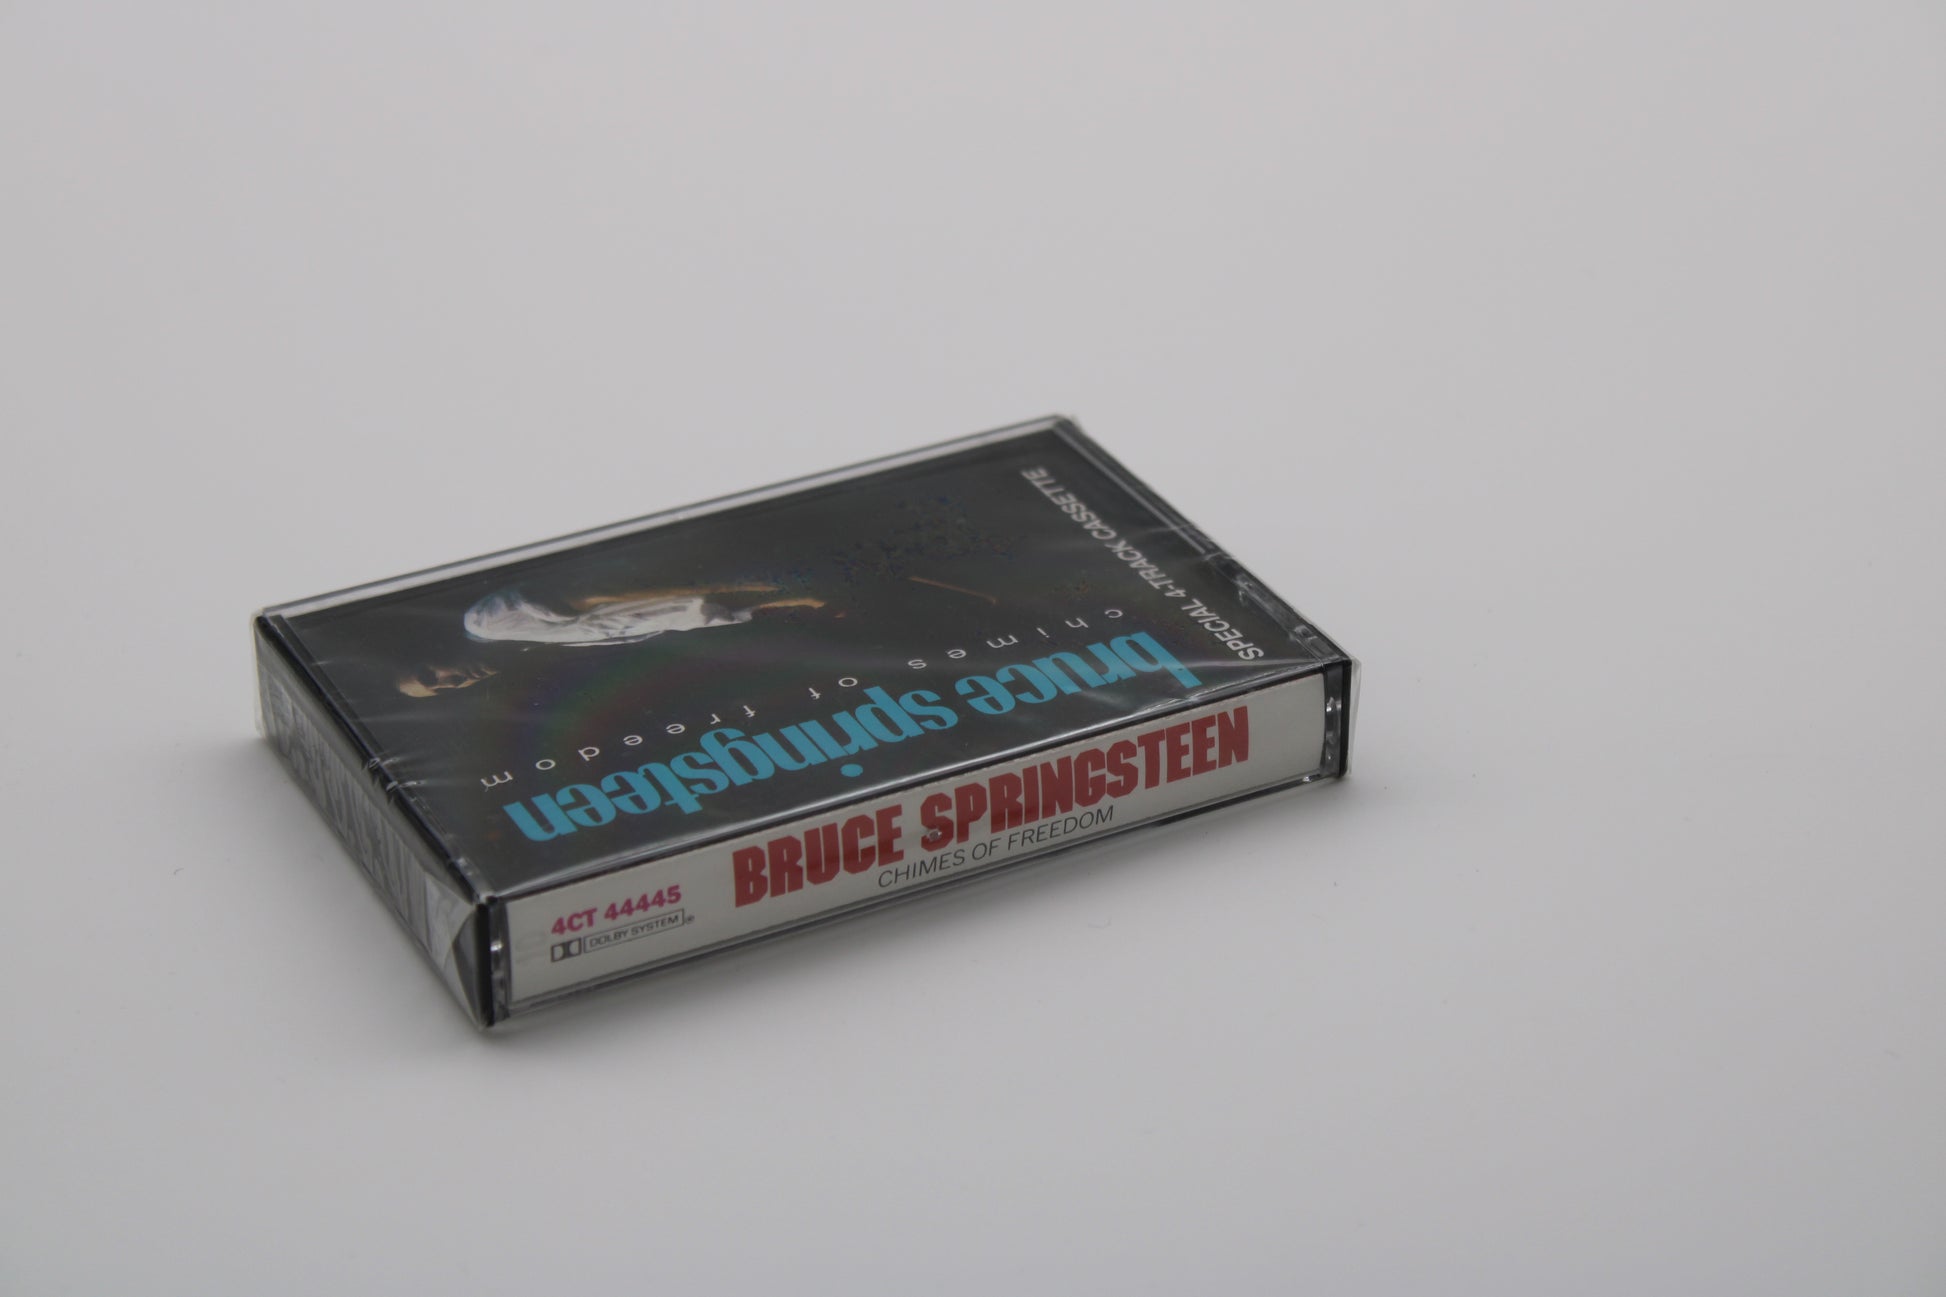 SPECIAL 4-TRACK CASSETTE
bruce springsteen
chimes of freedom
BRUCE SPRINGSTEEN
CHIMES OF FREEDOM
4CT 44445
DOLBY SYSTEM®